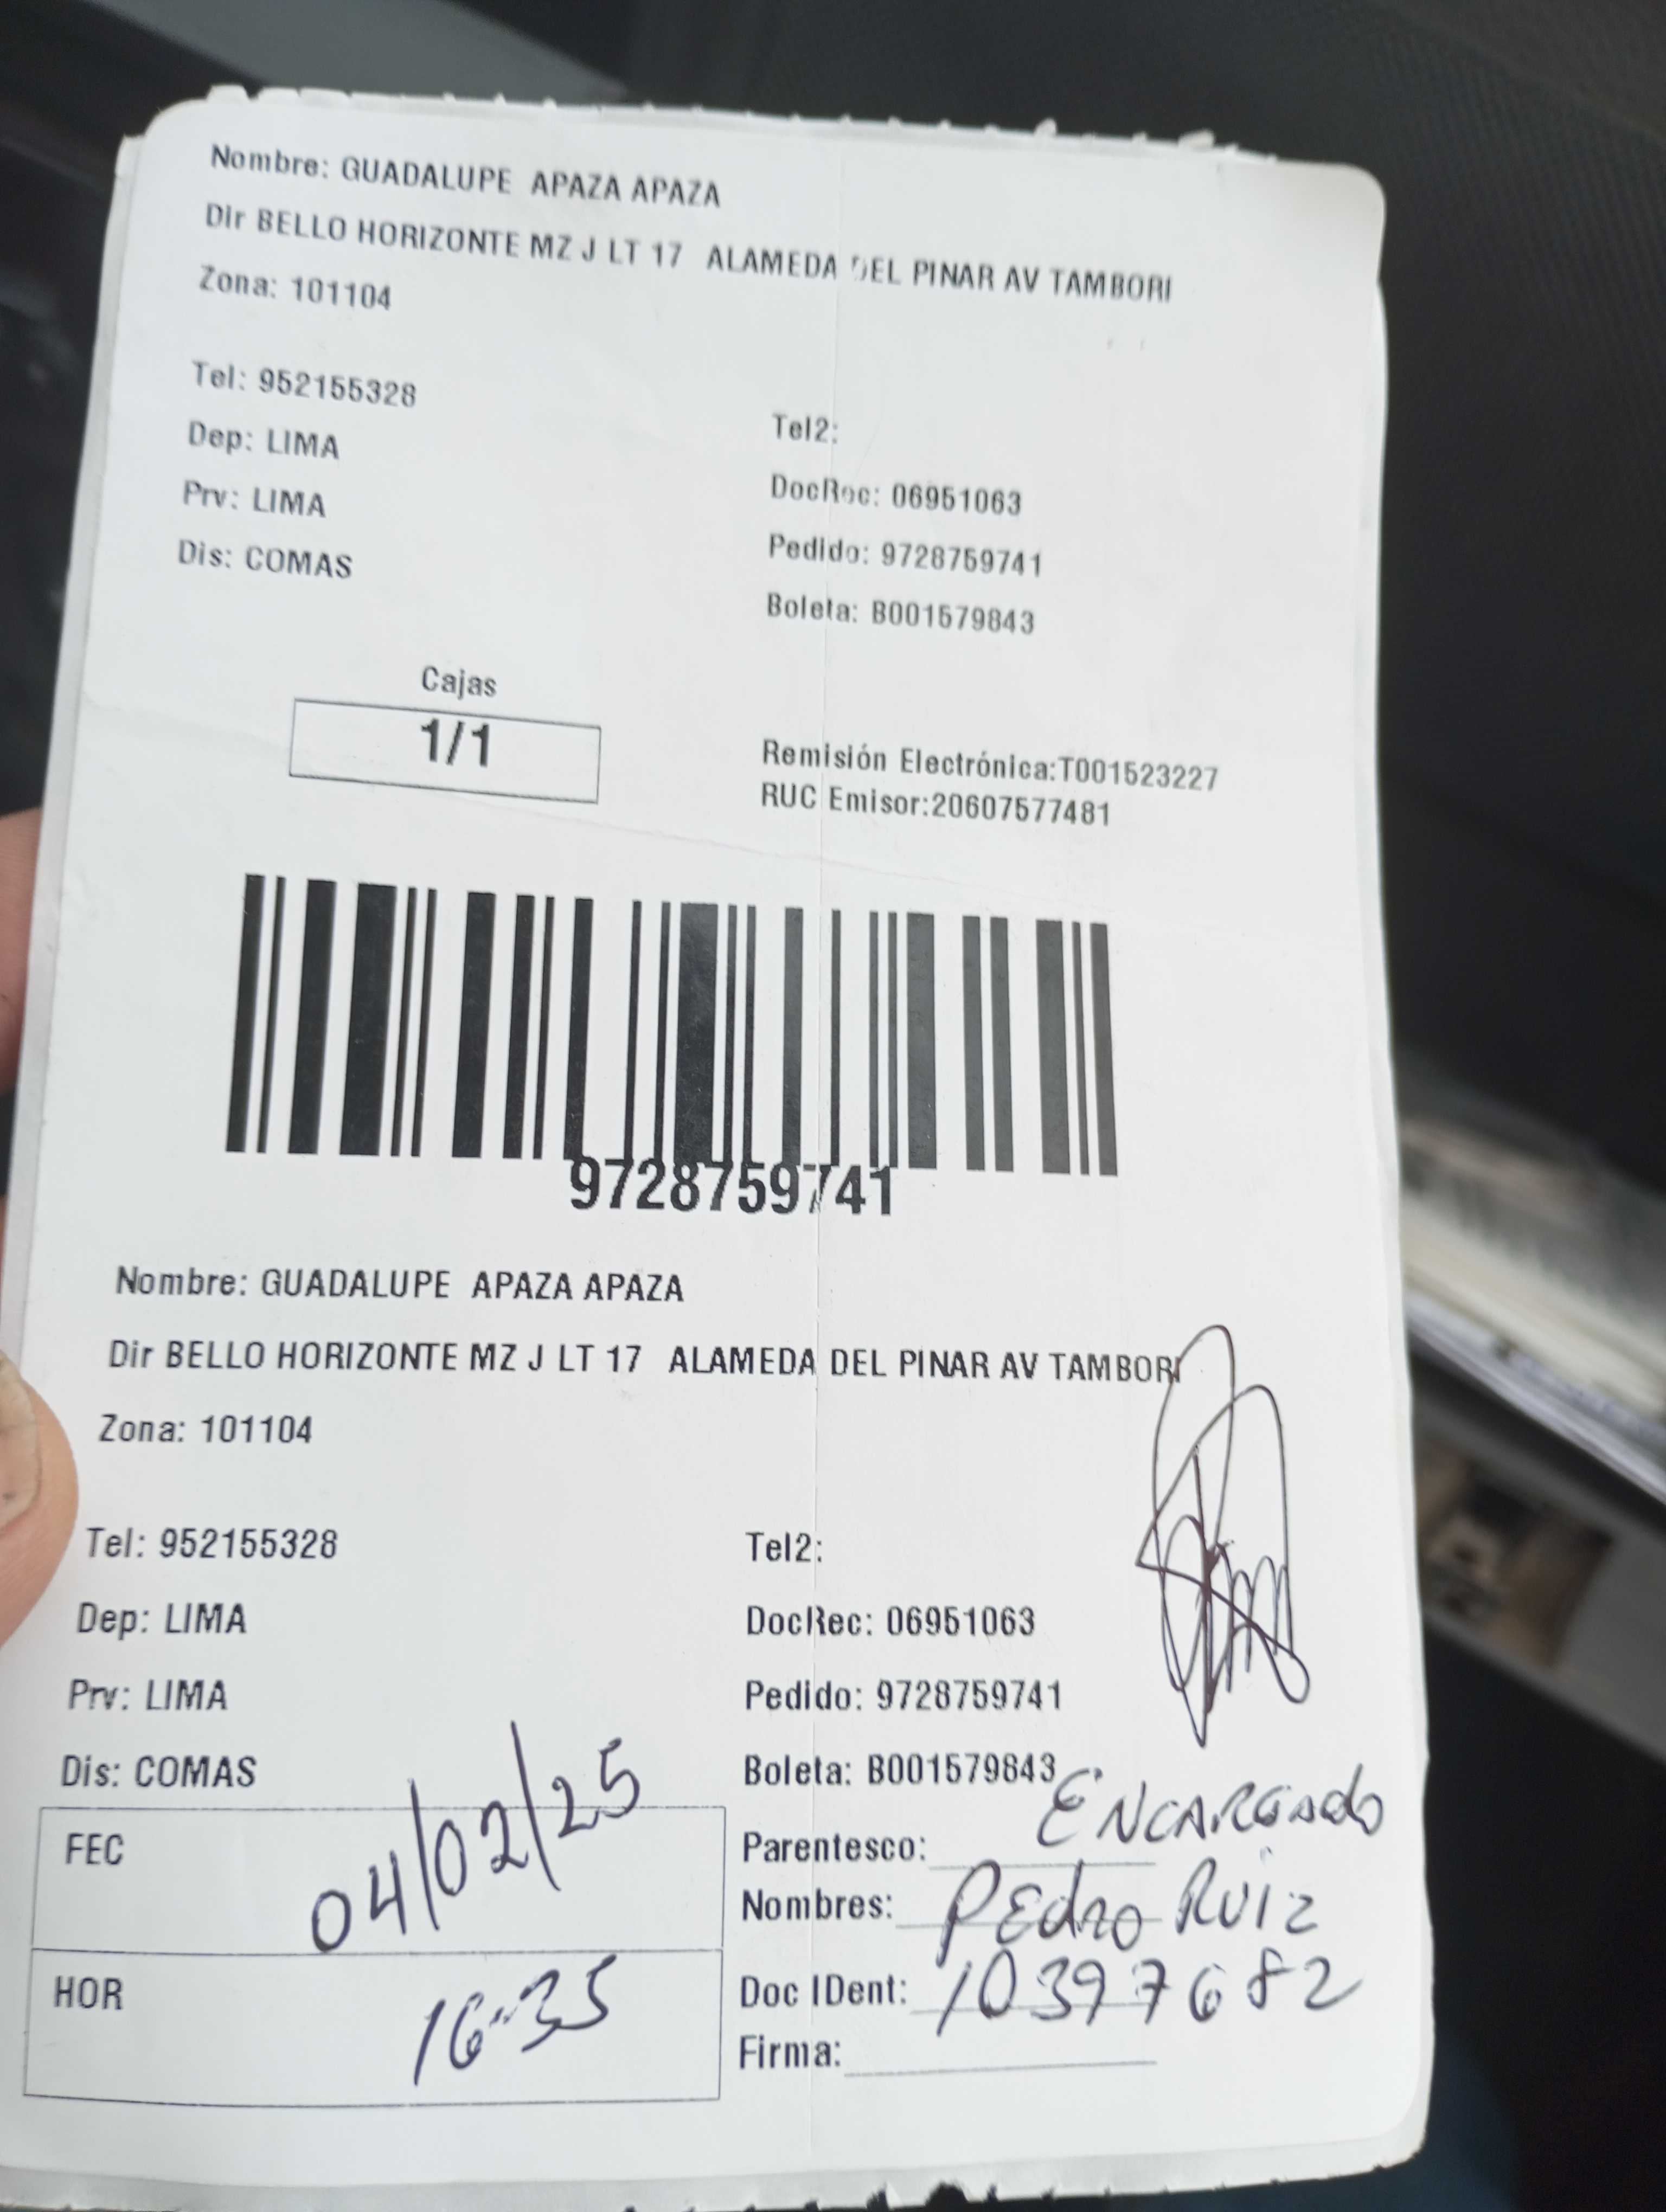 Nombre: GUADALUPE APAZA APAZA
Dir BELLO HORIZONTE MZ J LT 17 ALAMEDA DEL PINAR AV TAMBORI
Zona: 101104
Tel: 952155328
Tel2:
Dep: LIMA
DocRec: 06951063
Prv: LIMA
Pedido: 9728759741
Dis: COMAS
Boleta: B001579843
Cajas
1/1
Remisión Electrónica:T001523227
RUC Emisor:20607577481
9728759741
Nombre: GUADALUPE APAZA APAZA
Dir BELLO HORIZONTE MZ J LT 17 ALAMEDA DEL PINAR AV TAMBORI
Zona: 101104
Tel: 952155328
Tel2:
Dep: LIMA
DocRec: 06951063
Prv: LIMA
Pedido: 9728759741
Dis: COMAS
Boleta: B001579843
FEC 04/02/25
Parentesco: ENCARGADO
Nombres: PEdRO RUIZ
HOR 16:35
Doc IDent: 10397682
Firma: